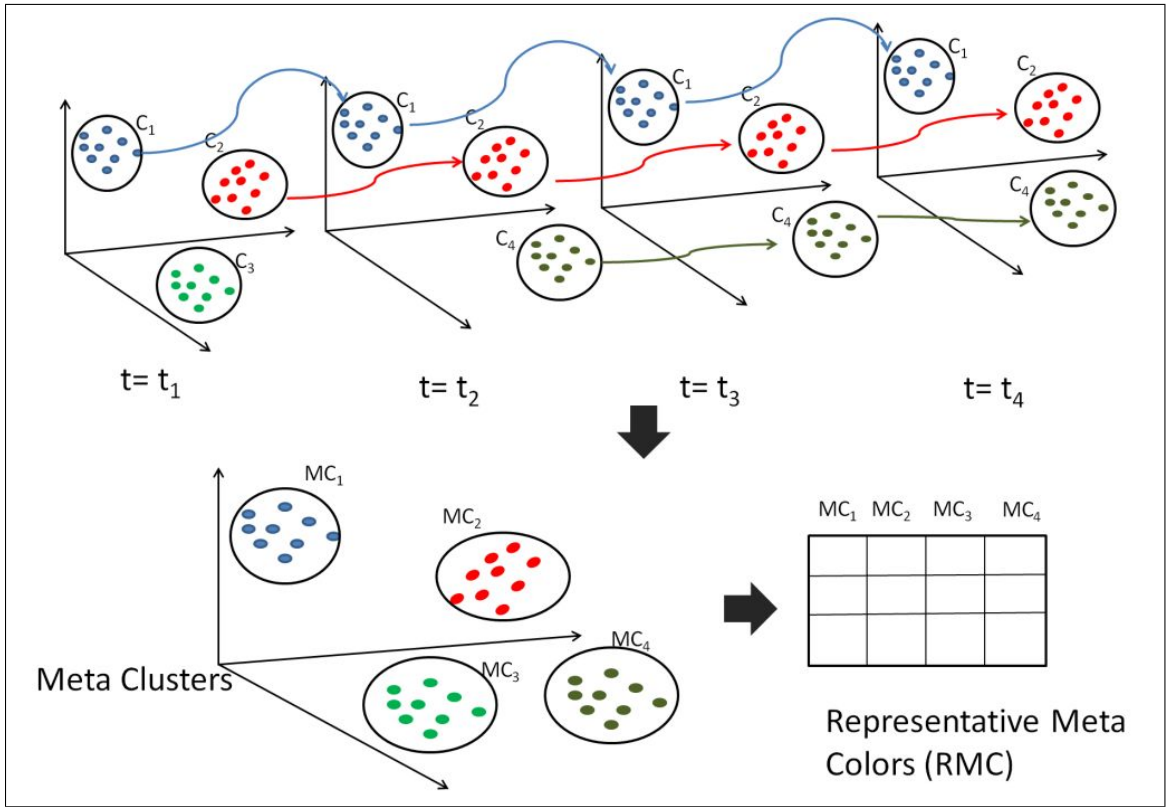 C₁
C₂
C₃
C₁
C₂
C₄
C₁
C₂
C₄
C₁
C₂
C₄
t= t₁
t= t₂
t= t₃
t= t₄
MC₁
MC₂
MC₃
MC₄
Meta Clusters
MC₁ MC₂ MC₃ MC₄
Representative Meta
Colors (RMC)